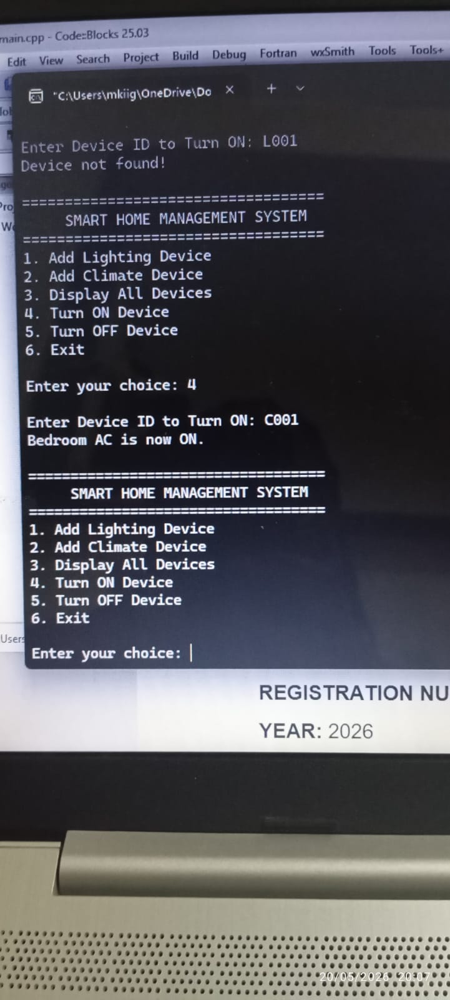 main.cpp - Code::Blocks 25.03
Edit View Search Project Build Debug Fortran wxSmith Tools Tools+
"C:\Users\mkiig\OneDrive\Do
Enter Device ID to Turn ON: L001
Device not found!
===================================
SMART HOME MANAGEMENT SYSTEM
===================================
1. Add Lighting Device
2. Add Climate Device
3. Display All Devices
4. Turn ON Device
5. Turn OFF Device
6. Exit
Enter your choice: 4
Enter Device ID to Turn ON: C001
Bedroom AC is now ON.
===================================
SMART HOME MANAGEMENT SYSTEM
===================================
1. Add Lighting Device
2. Add Climate Device
3. Display All Devices
4. Turn ON Device
5. Turn OFF Device
6. Exit
Users
Enter your choice:
REGISTRATION NU
YEAR: 2026
20/05/2026 20:07